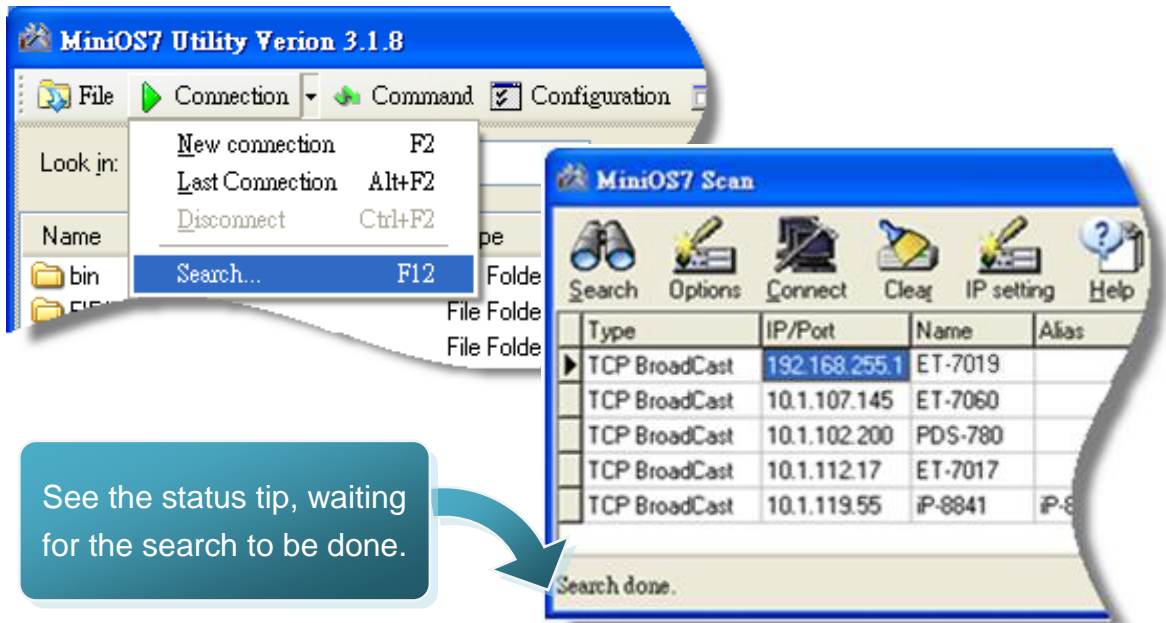 MiniOS7 Utility Verion 3.1.8
File Connection Command Configuration
Look in:
New connection F2
Last Connection Alt+F2
Disconnect Ctrl+F2
Search... F12
Name
bin
File Folde
File Folde
MiniOS7 Scan
Search Options Connect Clear IP setting Help
Type IP/Port Name Alias
TCP BroadCast 192.168.255.1 ET-7019
TCP BroadCast 10.1.107.145 ET-7060
TCP BroadCast 10.1.102.200 PDS-780
TCP BroadCast 10.1.112.17 ET-7017
TCP BroadCast 10.1.119.55 iP-8841 iP-8
Search done.
See the status tip, waiting
for the search to be done.